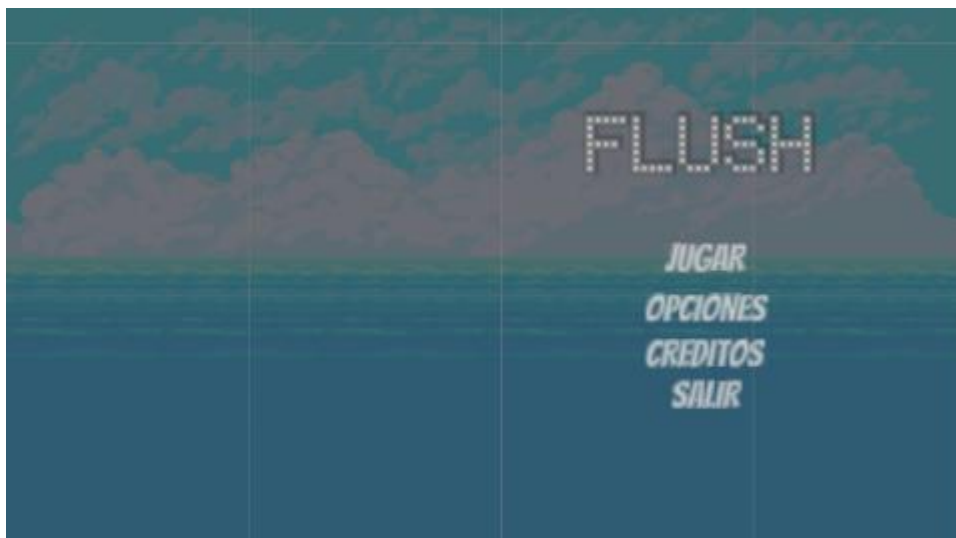 FLUSH
JUGAR
OPCIONES
CREDITOS
SALIR